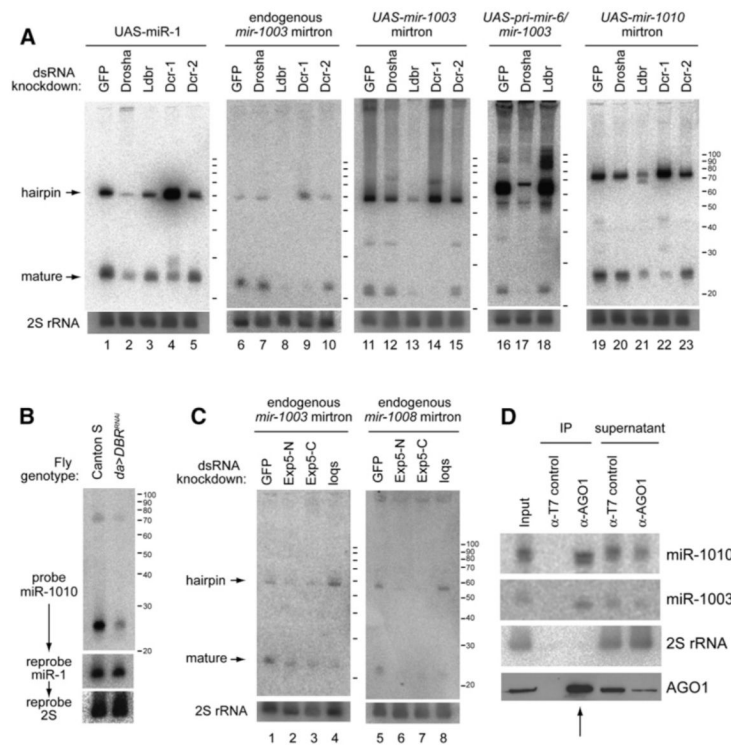 A
UAS-miR-1
endogenous
mir-1003 mirtron
UAS-mir-1003
mirtron
UAS-pri-mir-6/
mir-1003
UAS-mir-1010
mirtron
dsRNA
knockdown:
GFP
Drosha
Ldbr
Dcr-1
Dcr-2
GFP
Drosha
Ldbr
Dcr-1
Dcr-2
GFP
Drosha
Ldbr
Dcr-1
Dcr-2
GFP
Drosha
Ldbr
GFP
Drosha
Ldbr
Dcr-1
Dcr-2
hairpin
mature
100
90
80
70
60
50
40
30
20
2S rRNA
1 2 3 4 5 6 7 8 9 10 11 12 13 14 15 16 17 18 19 20 21 22 23
B
Fly
genotype:
Canton S
da>DBRRNAi
100
90
80
70
60
50
40
30
20
probe
miR-1010
reprobe
miR-1
reprobe
2S
C
endogenous
mir-1003 mirtron
endogenous
mir-1008 mirtron
dsRNA
knockdown:
GFP
Exp5-N
Exp5-C
loqs
GFP
Exp5-N
Exp5-C
loqs
hairpin
mature
100
90
80
70
60
50
40
30
20
2S rRNA
1 2 3 4 5 6 7 8
D
IP supernatant
Input
α-T7 control
α-AGO1
α-T7 control
α-AGO1
miR-1010
miR-1003
2S rRNA
AGO1